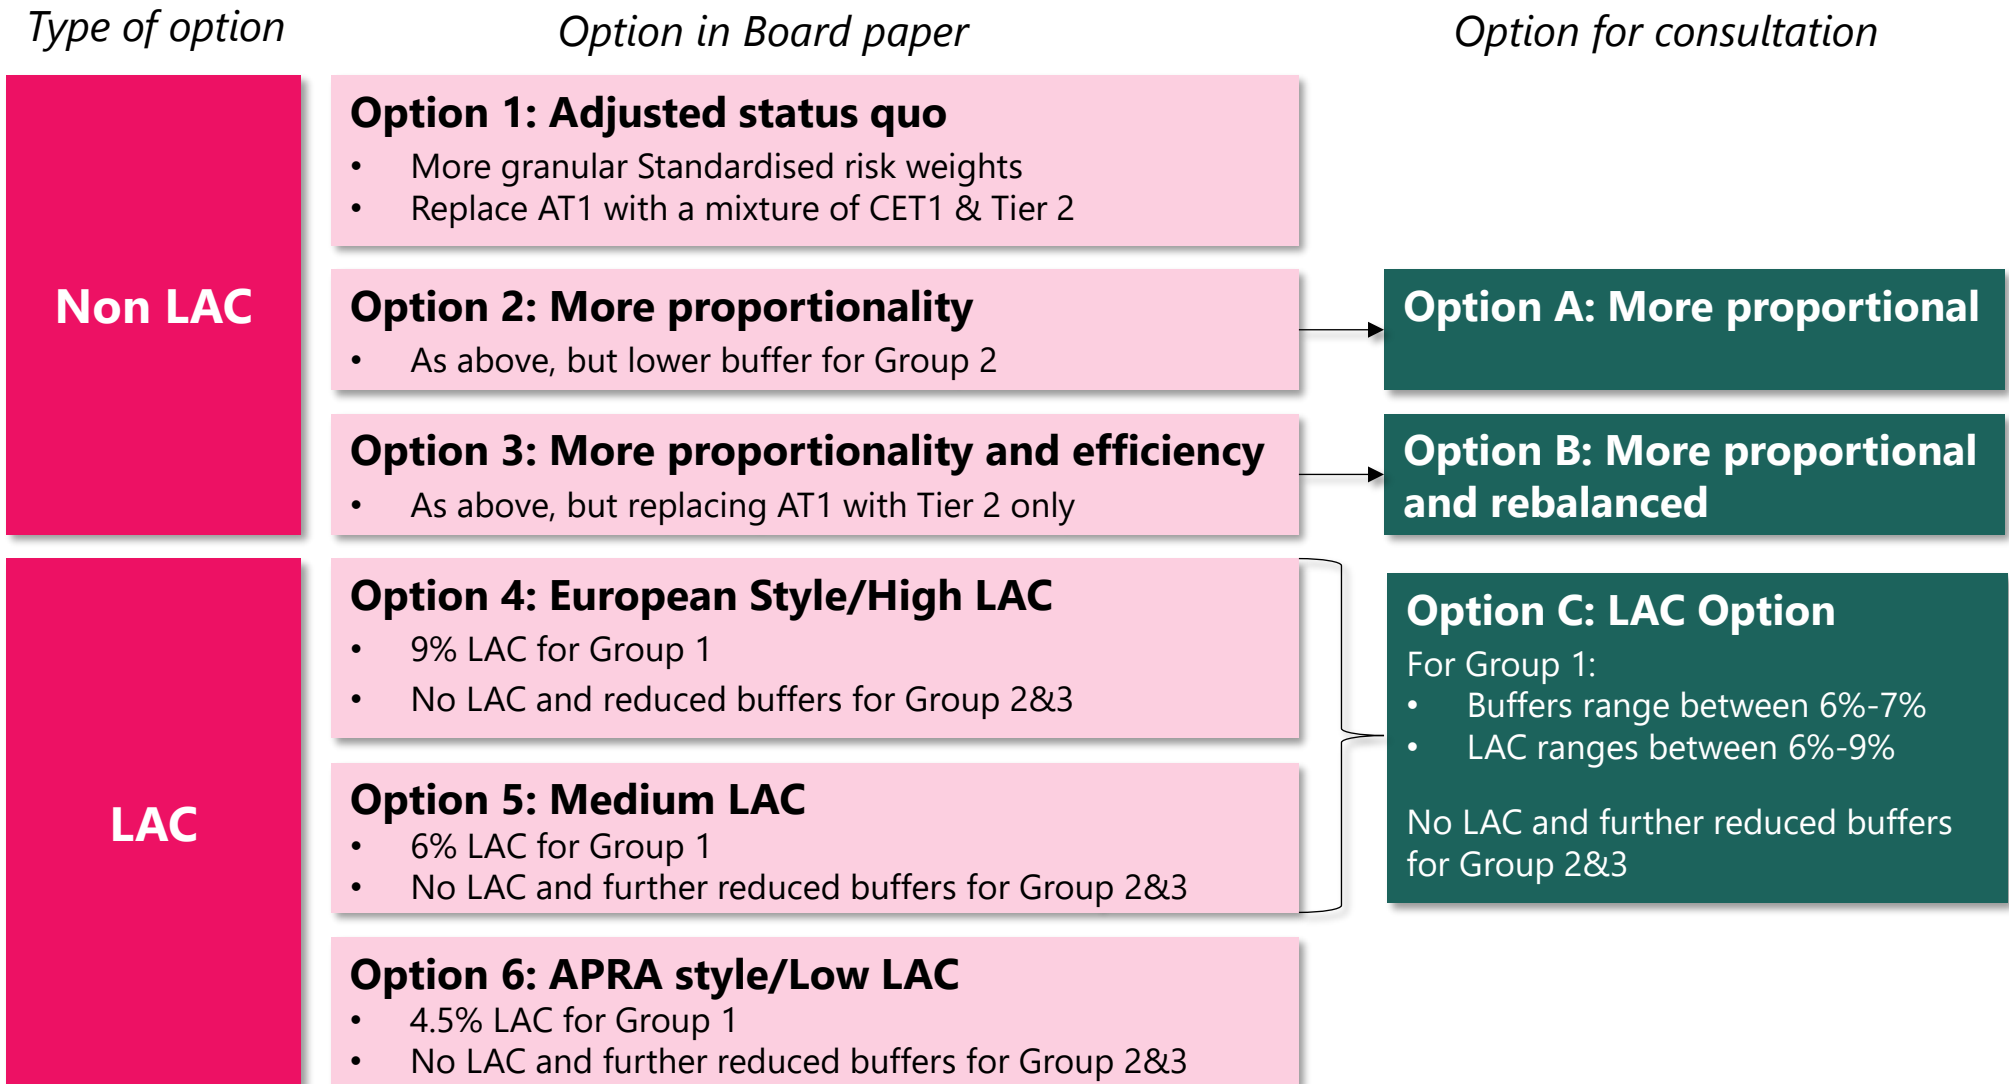 Type of option
Option in Board paper
Option for consultation
Non LAC
Option 1: Adjusted status quo
• More granular Standardised risk weights
• Replace AT1 with a mixture of CET1 & Tier 2
Option 2: More proportionality
• As above, but lower buffer for Group 2
Option A: More proportional
Option 3: More proportionality and efficiency
• As above, but replacing AT1 with Tier 2 only
Option B: More proportional
and rebalanced
LAC
Option 4: European Style/High LAC
• 9% LAC for Group 1
• No LAC and reduced buffers for Group 2&3
Option 5: Medium LAC
• 6% LAC for Group 1
• No LAC and further reduced buffers for Group 2&3
Option C: LAC Option
For Group 1:
• Buffers range between 6%-7%
• LAC ranges between 6%-9%
No LAC and further reduced buffers
for Group 2&3
Option 6: APRA style/Low LAC
• 4.5% LAC for Group 1
• No LAC and further reduced buffers for Group 2&3